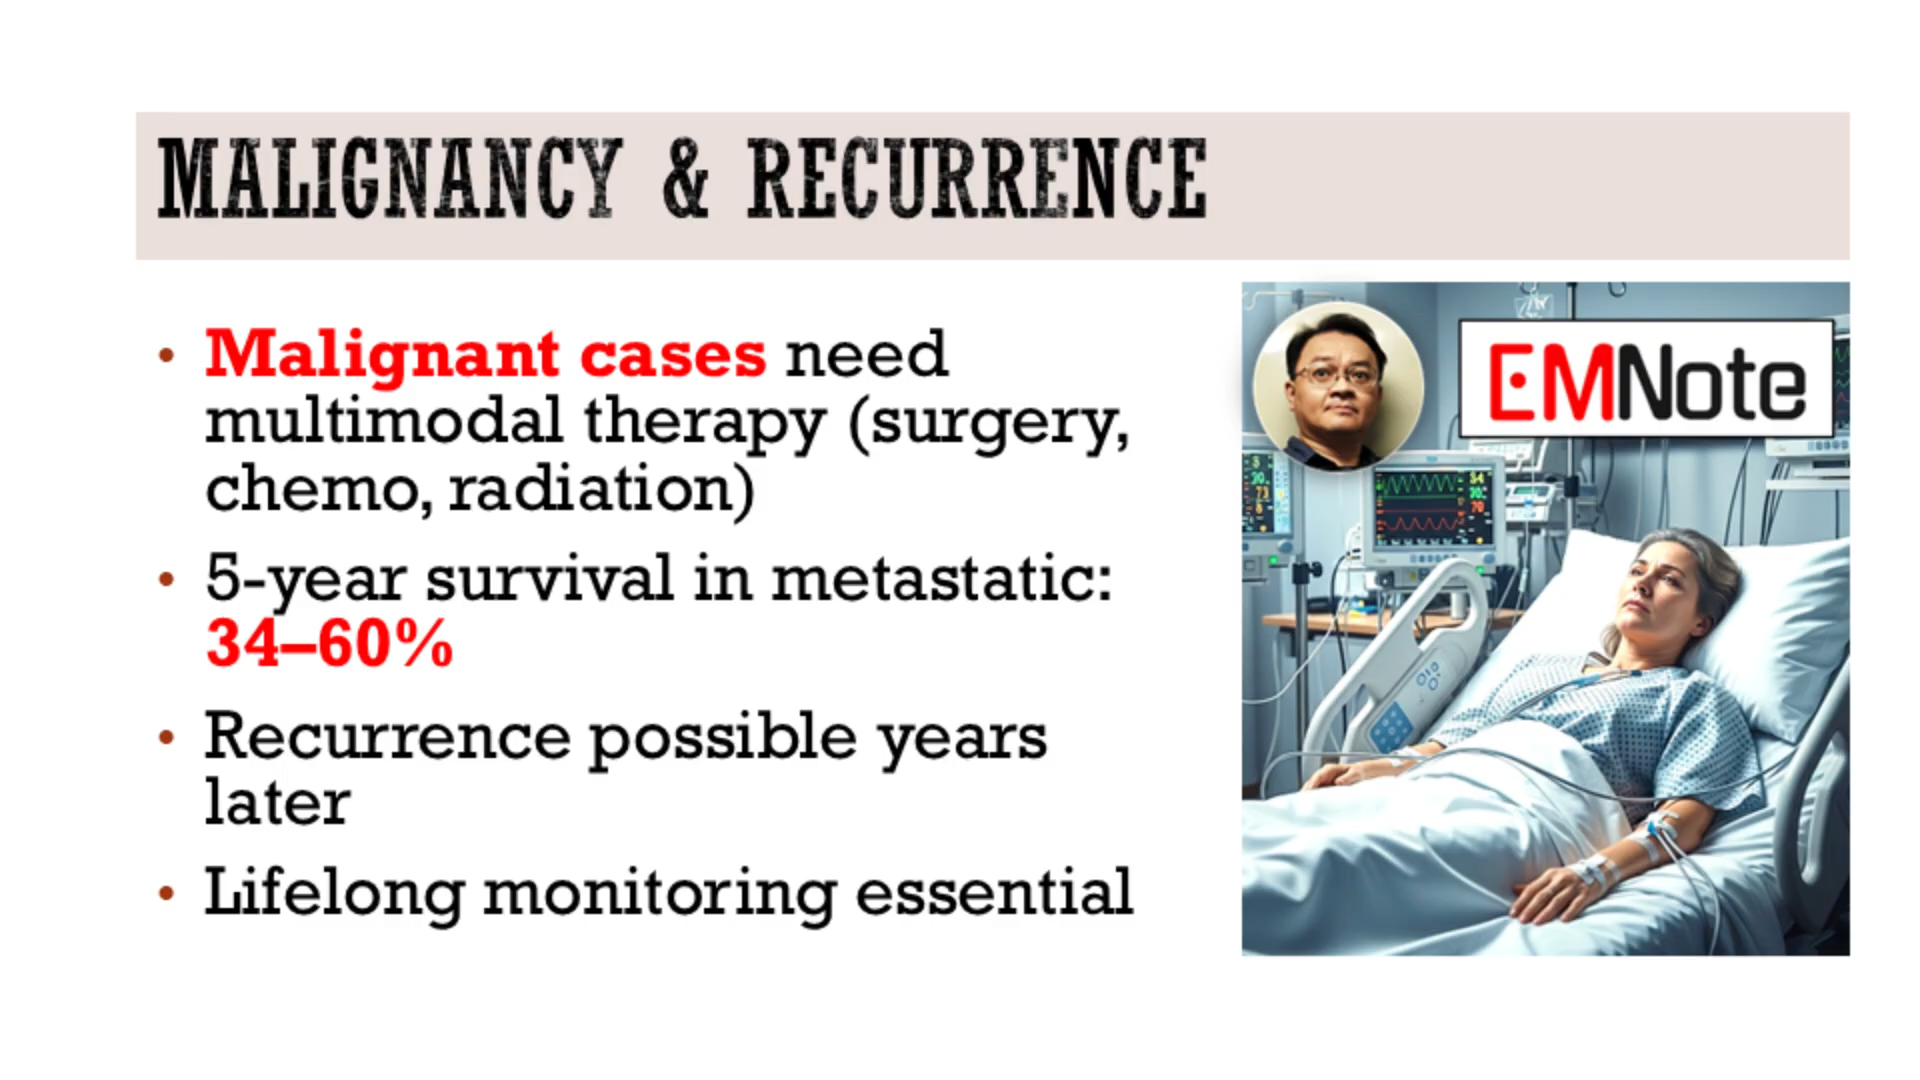 MALIGNANCY & RECURRENCE
• Malignant cases need
multimodal therapy (surgery,
chemo, radiation)
• 5-year survival in metastatic:
34–60%
• Recurrence possible years
later
• Lifelong monitoring essential
EMNote